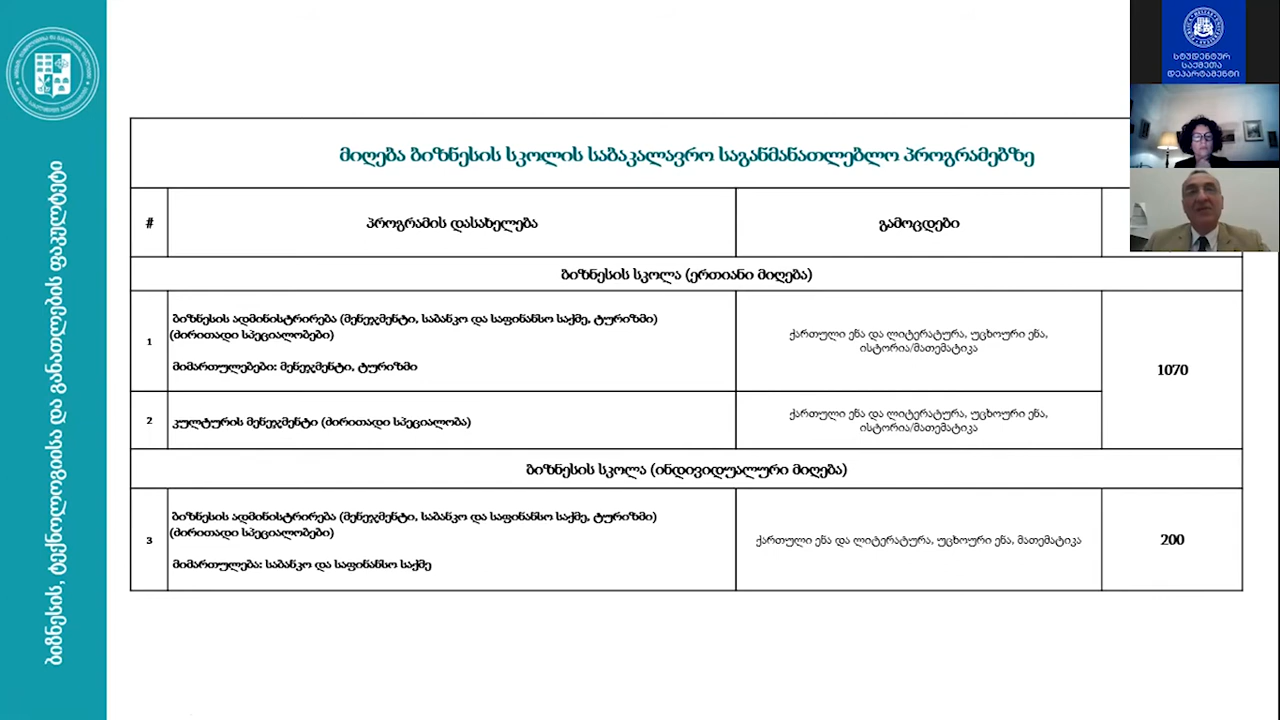 სტუდენტურ
საქმეთა
დეპარტამენტი
მიღება ბიზნესის სკოლის საბაკალავრო საგანმანათლებლო პროგრამებზე
# პროგრამის დასახელება გამოცდები
ბიზნესის სკოლა (ერთიანი მიღება)
1
ბიზნესის ადმინისტრირება (მენეჯმენტი, საბანკო და საფინანსო საქმე, ტურიზმი)
(ძირითადი სპეციალობები)
მიმართულებები: მენეჯმენტი, ტურიზმი
ქართული ენა და ლიტერატურა, უცხოური ენა,
ისტორია/მათემატიკა
1070
2
კულტურის მენეჯმენტი (ძირითადი სპეციალობა)
ქართული ენა და ლიტერატურა, უცხოური ენა,
ისტორია/მათემატიკა
ბიზნესის სკოლა (ინდივიდუალური მიღება)
3
ბიზნესის ადმინისტრირება (მენეჯმენტი, საბანკო და საფინანსო საქმე, ტურიზმი)
(ძირითადი სპეციალობები)
მიმართულება: საბანკო და საფინანსო საქმე
ქართული ენა და ლიტერატურა, უცხოური ენა, მათემატიკა
200
ბიზნესის, ტექნოლოგიისა და განათლების ფაკულტეტი